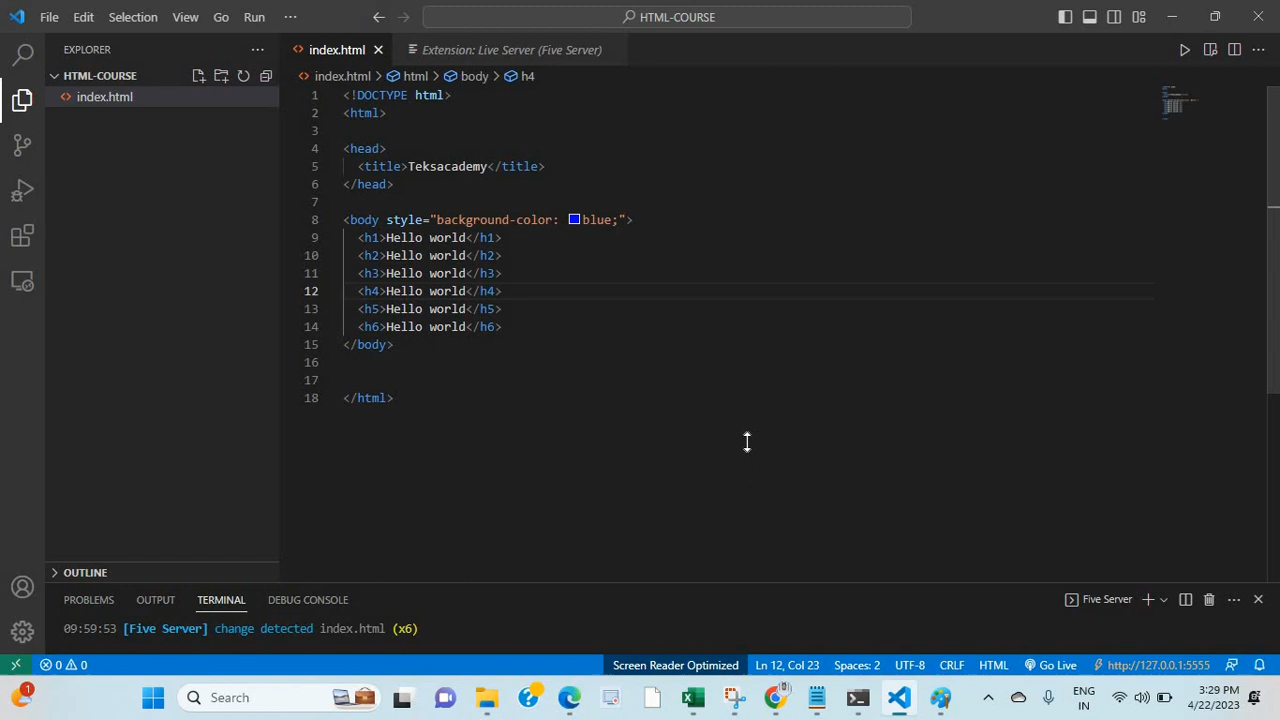 File Edit Selection View Go Run ··· HTML-COURSE
EXPLORER ···
index.html
Extension: Live Server (Five Server)
HTML-COURSE
index.html
index.html > html > body > h4
1 <!DOCTYPE html>
2 <html>
3
4 <head>
5 <title>Teksacademy</title>
6 </head>
7
8 <body style="background-color: blue;">
9 <h1>Hello world</h1>
10 <h2>Hello world</h2>
11 <h3>Hello world</h3>
12 <h4>Hello world</h4>
13 <h5>Hello world</h5>
14 <h6>Hello world</h6>
15 </body>
16
17
18 </html>
OUTLINE
PROBLEMS OUTPUT TERMINAL DEBUG CONSOLE Five Server
09:59:53 [Five Server] change detected index.html (x6)
0 0 Screen Reader Optimized Ln 12, Col 23 Spaces: 2 UTF-8 CRLF HTML Go Live http://127.0.0.1:5555
1 Search ENG IN 3:29 PM 4/22/2023